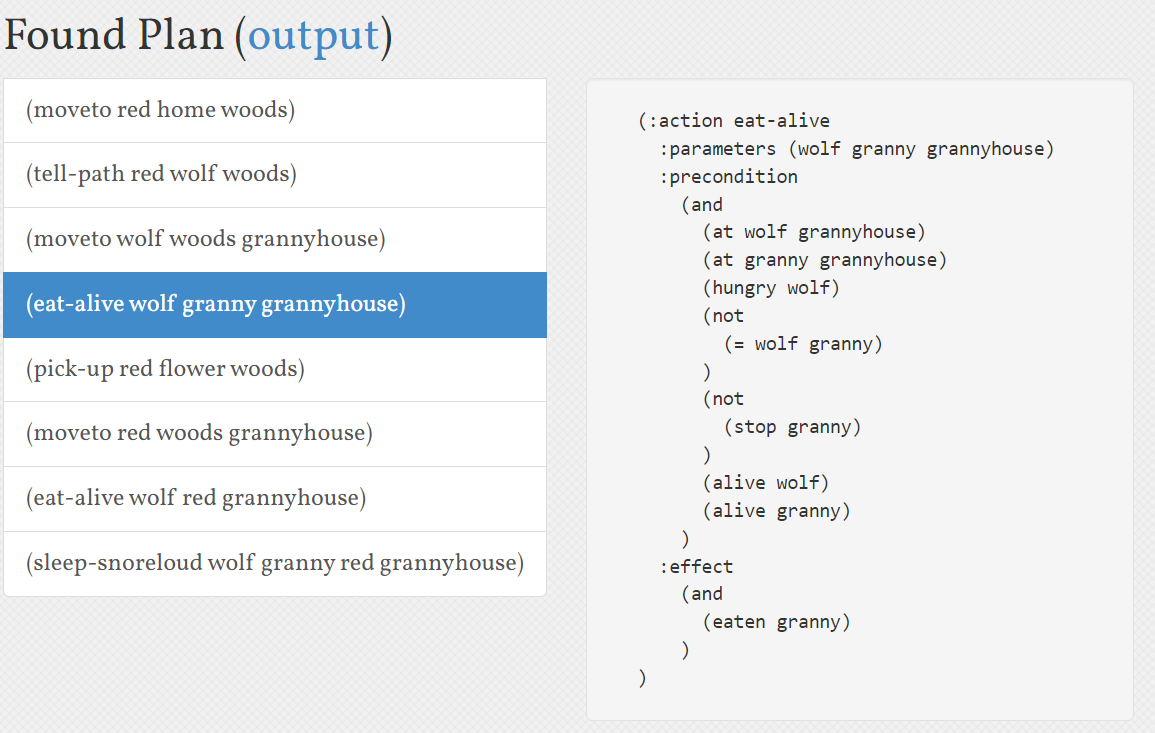 Found Plan (output)
(moveto red home woods)
(tell-path red wolf woods)
(moveto wolf woods grannyhouse)
(eat-alive wolf granny grannyhouse)
(pick-up red flower woods)
(moveto red woods grannyhouse)
(eat-alive wolf red grannyhouse)
(sleep-snoreloud wolf granny red grannyhouse)
(:action eat-alive
  :parameters (wolf granny grannyhouse)
  :precondition
    (and
      (at wolf grannyhouse)
      (at granny grannyhouse)
      (hungry wolf)
      (not
        (= wolf granny)
      )
      (not
        (stop granny)
      )
      (alive wolf)
      (alive granny)
    )
  :effect
    (and
      (eaten granny)
    )
)